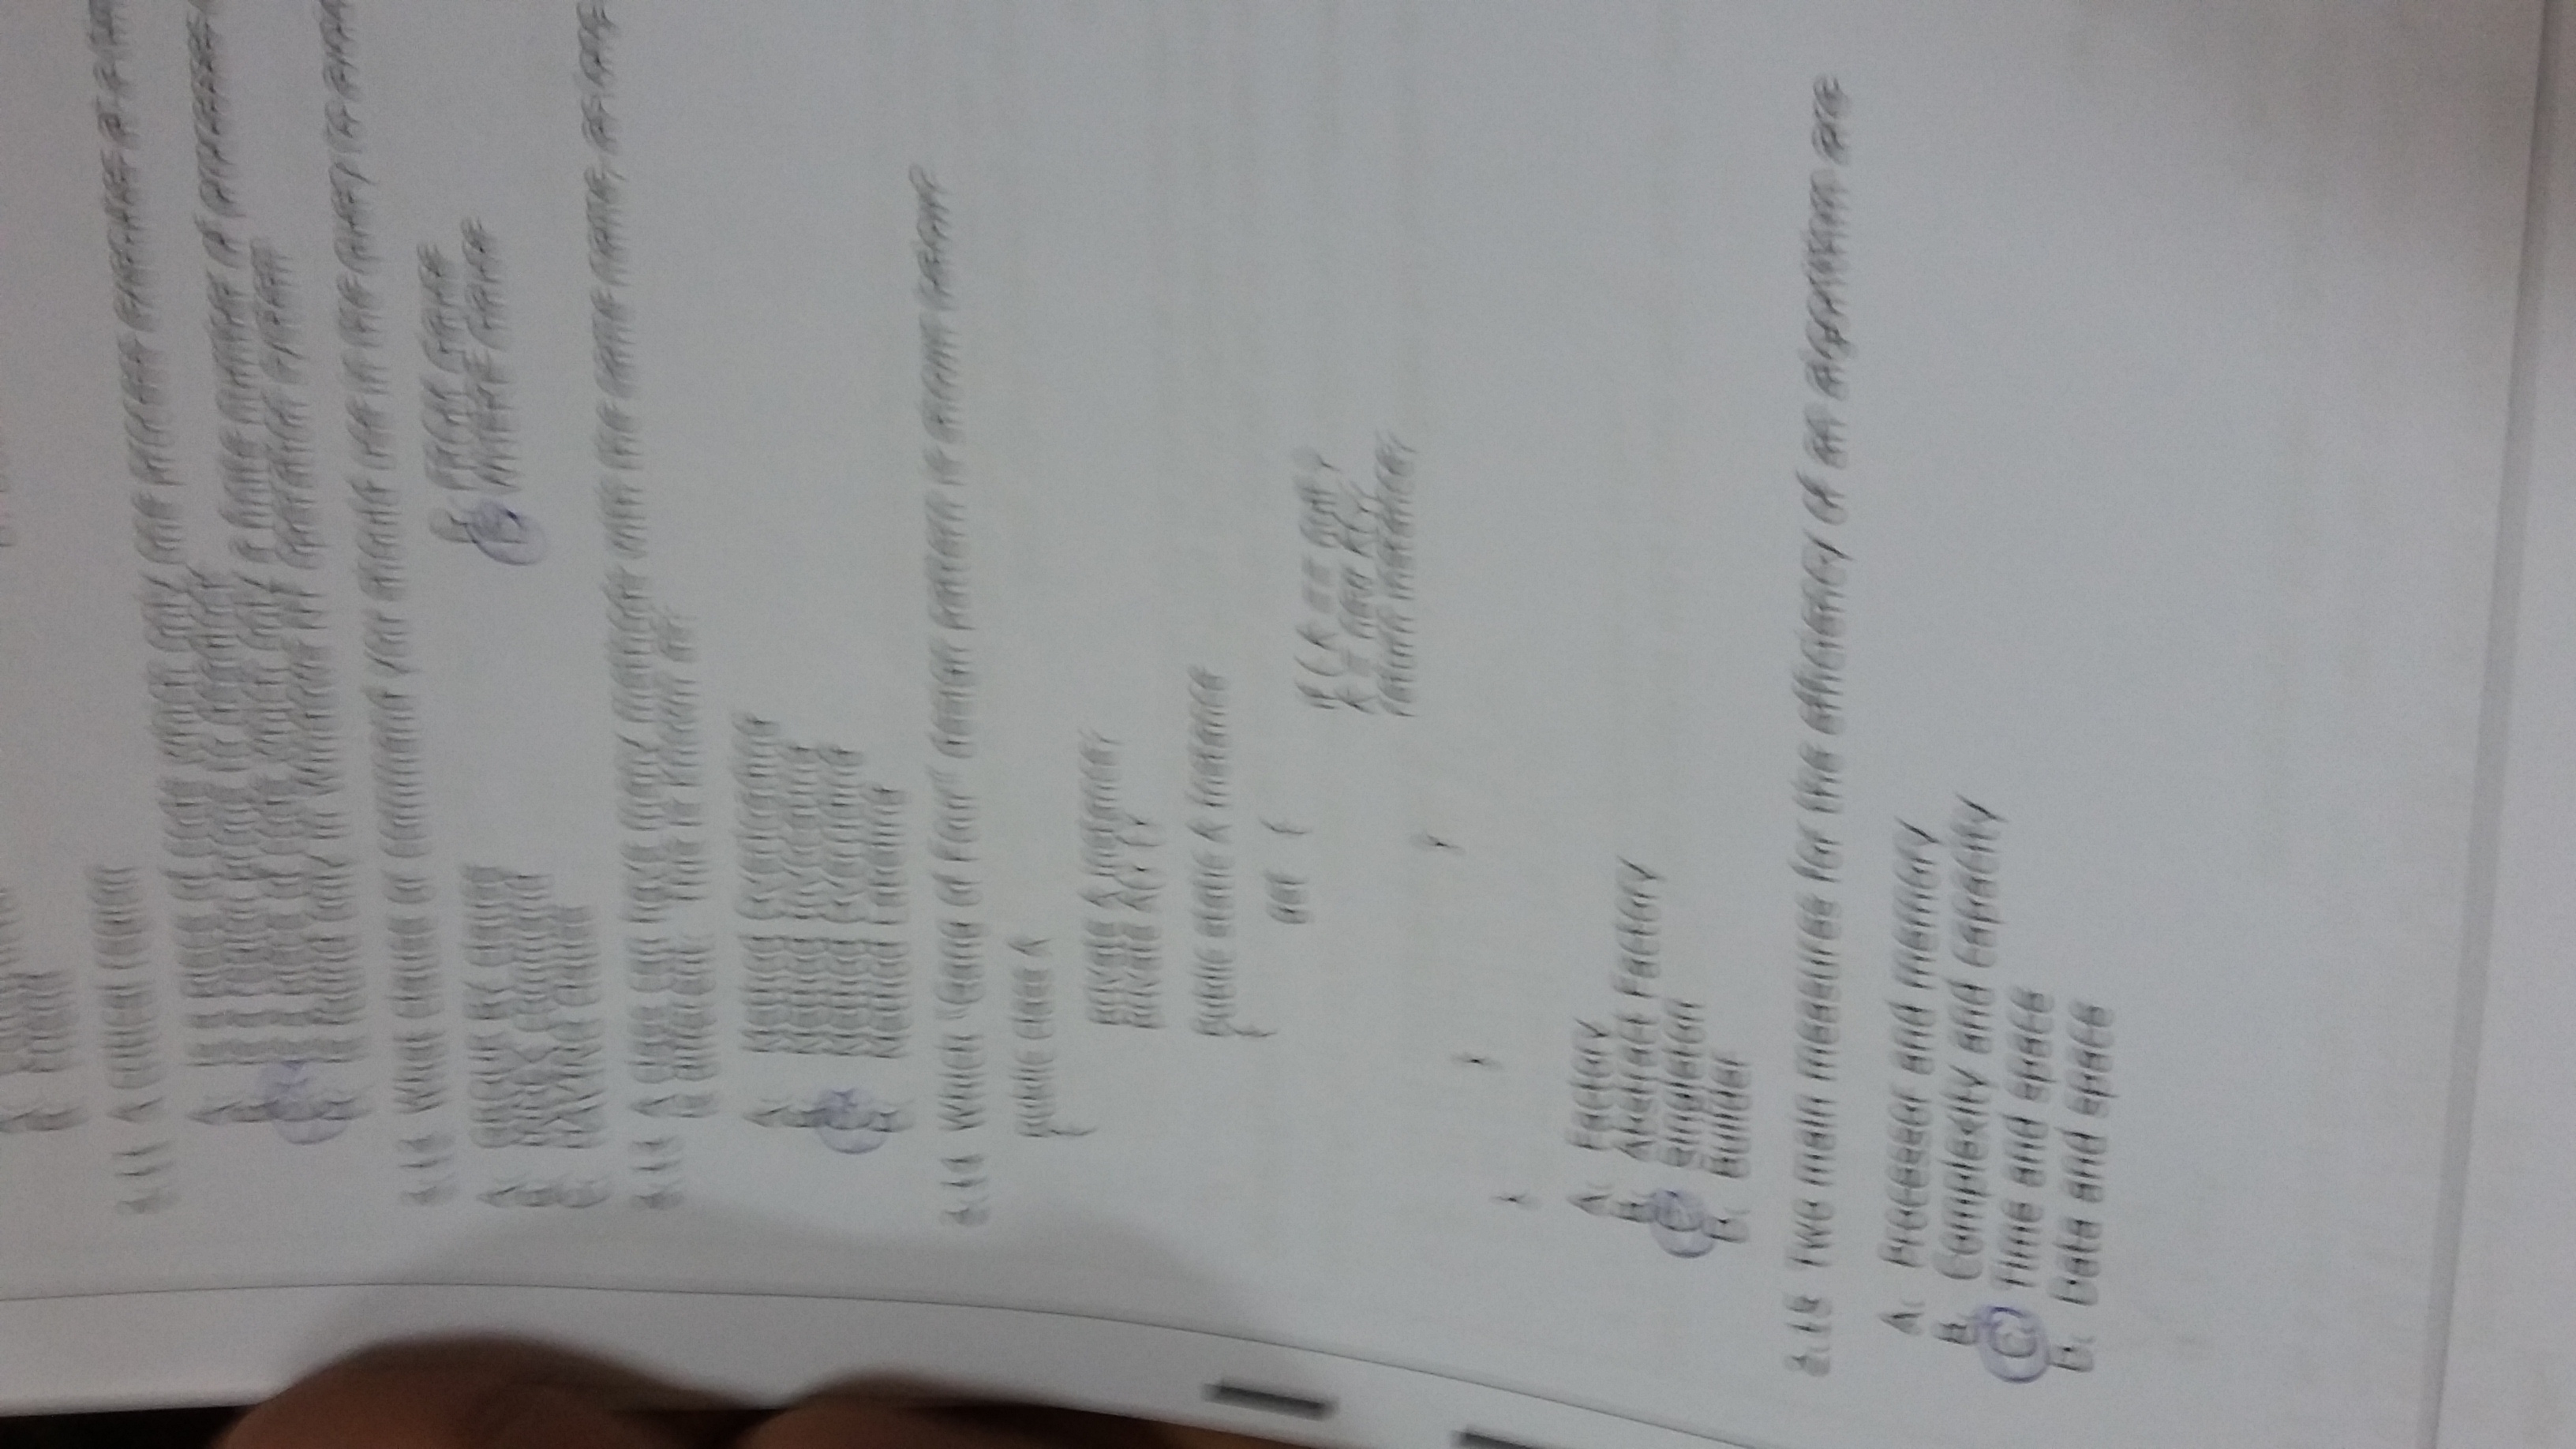 3.11 A critical region
A. Is a piece of code which only one process executes at a
B. Is a region prone to deadlock
C. Is a piece of code which only a finite number of processes
D. Is found only in Windows NT operation system
3.12 What clause or command you should use in the query to
A. GROUP BY clause
D. FROM clause
B. INDEX command
E. WHERE clause
C. HAVING clause
3.13 A class can have many methods with the same name, as long
is different. This is known as:
A. Method Overloading
B. Method Invocating
C. Method Overriding
D. Method Labeling
3.14 Which "Gang of Four" design pattern is shown below?
public class A
{
private A instance;
private A() {}
Public static A Instance
{
get {
if ( A == null )
A = new A();
return instance;
}
}
}
A. Factory
B. Abstract Factory
C. Singleton
D. Builder
3.15 Two main measures for the efficiency of an algorithm are
A. Processor and memory
B. Complexity and capacity
C. Time and space
D. Data and space